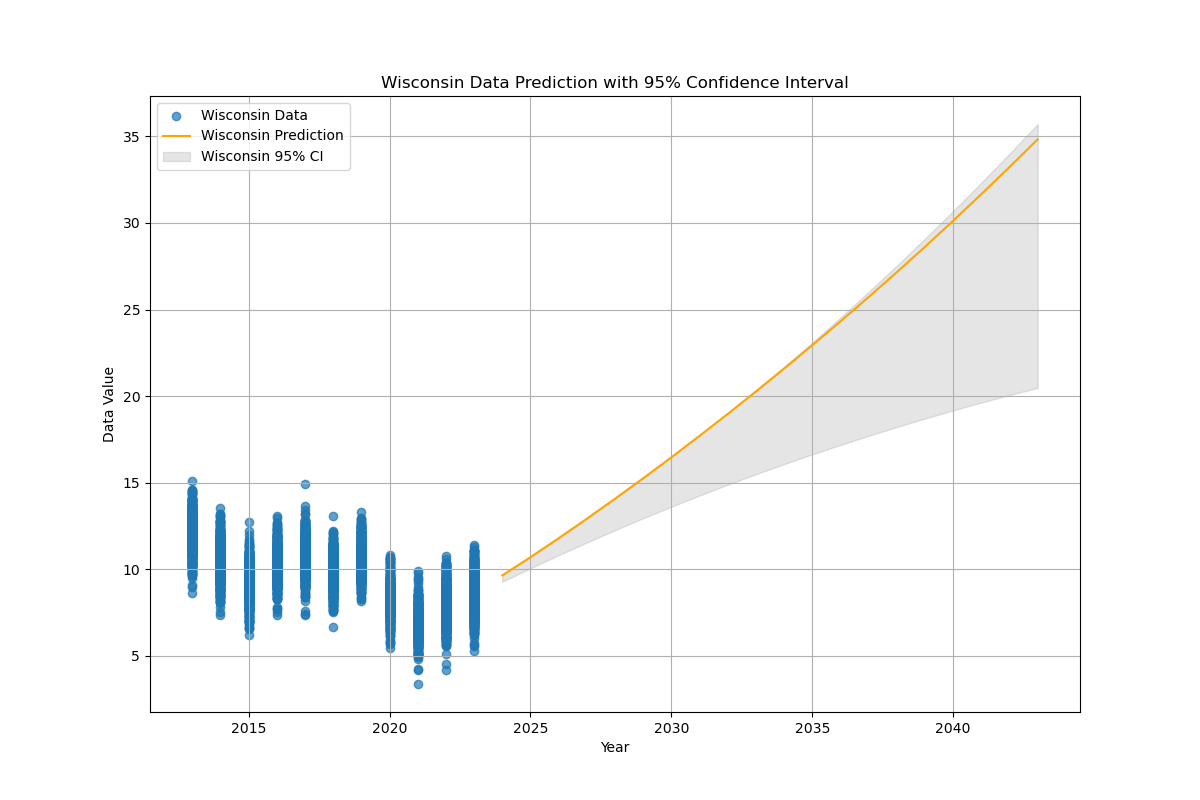 Wisconsin Data Prediction with 95% Confidence Interval
Wisconsin Data
Wisconsin Prediction
Wisconsin 95% CI
Data Value
35
30
25
20
15
10
5
2015 2020 2025 2030 2035 2040
Year